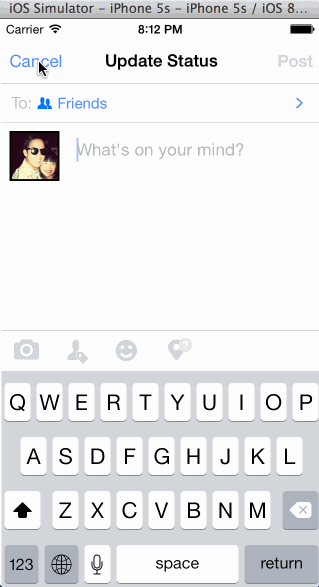 iOS Simulator – iPhone 5s – iPhone 5s / iOS 8...
Carrier 8:12 PM
Cancel Update Status Post
To: Friends
What's on your mind?
?
Q W E R T Y U I O P
A S D F G H J K L
Z X C V B N M
123 space return